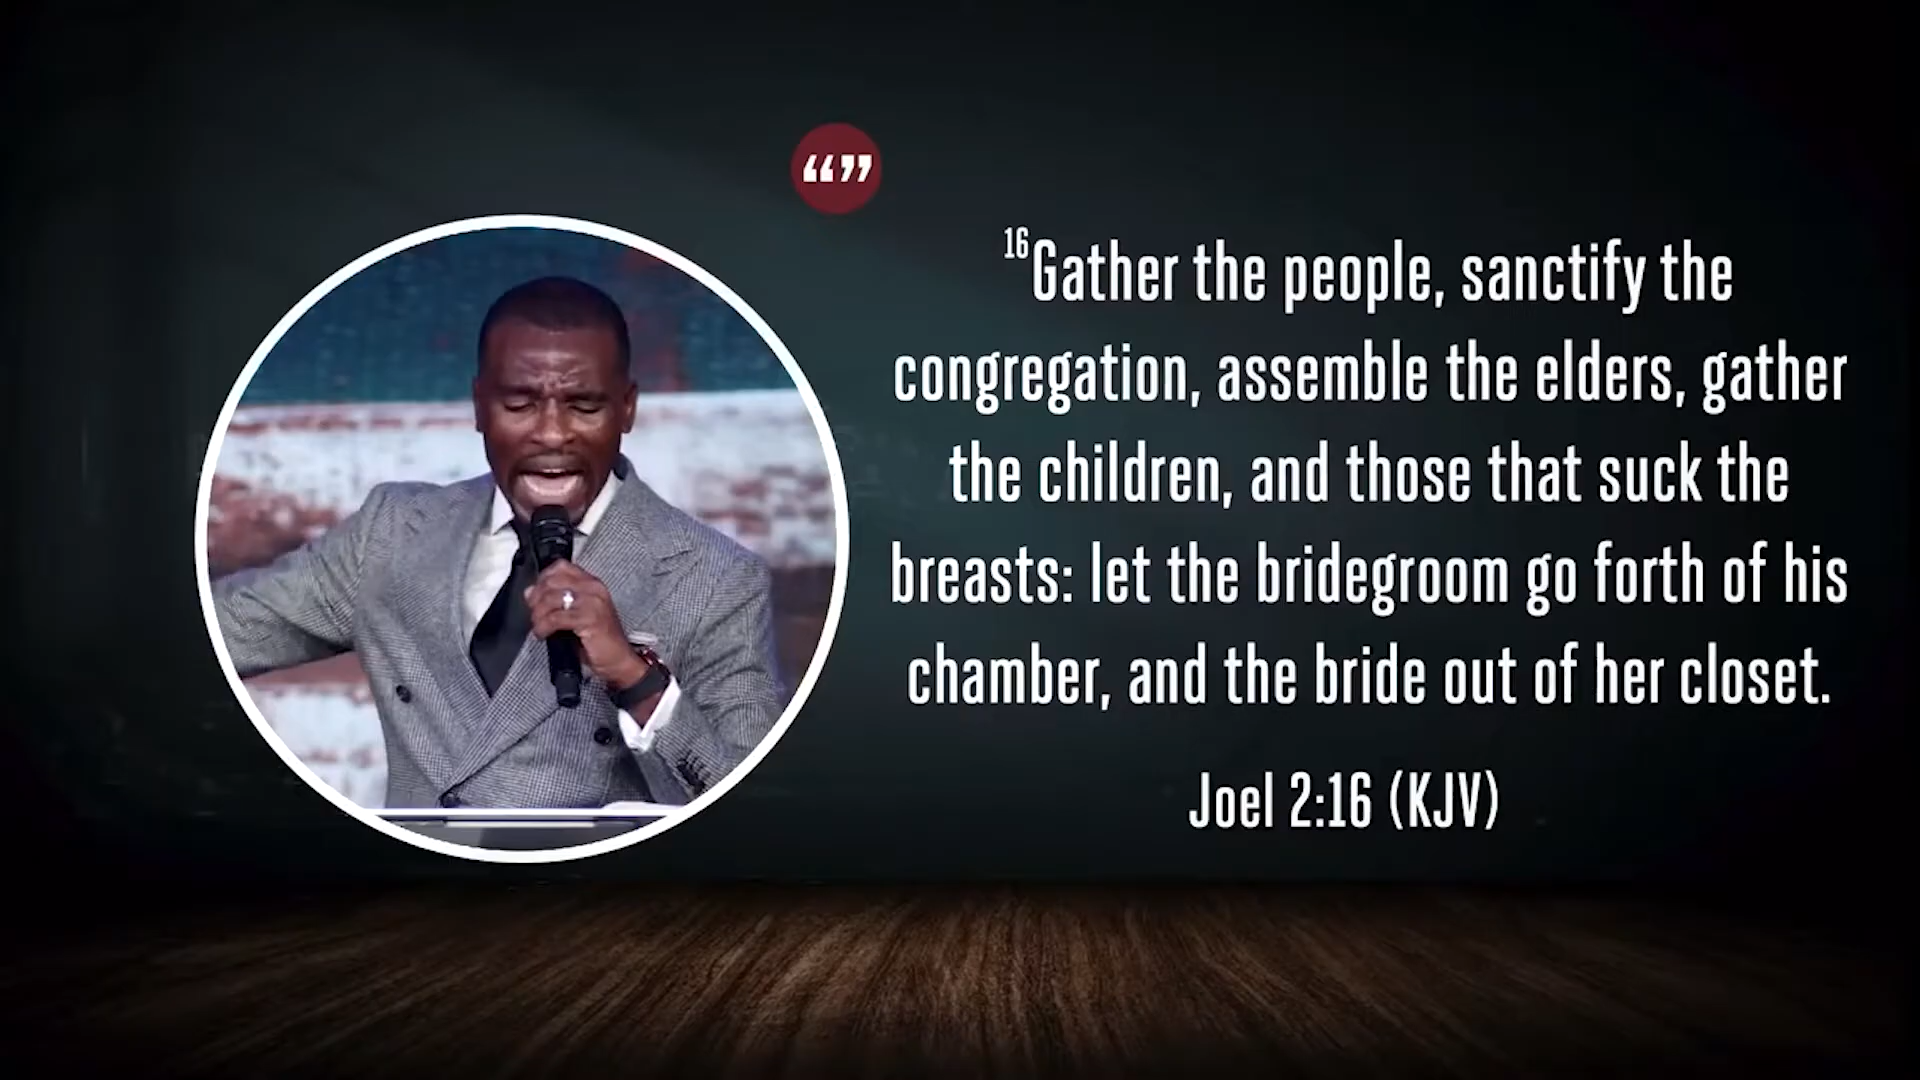 “”
16Gather the people, sanctify the
congregation, assemble the elders, gather
the children, and those that suck the
breasts: let the bridegroom go forth of his
chamber, and the bride out of her closet.
Joel 2:16 (KJV)